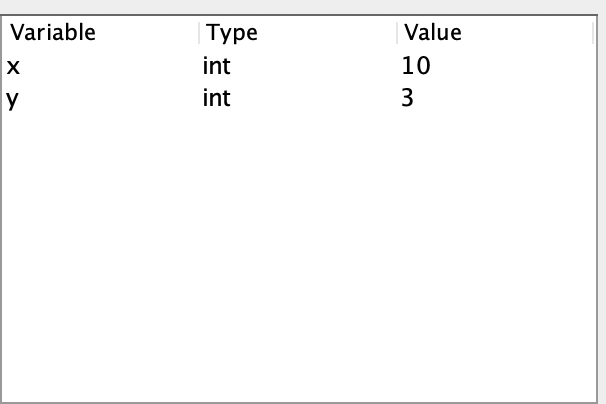 Variable Type Value
x int 10
y int 3